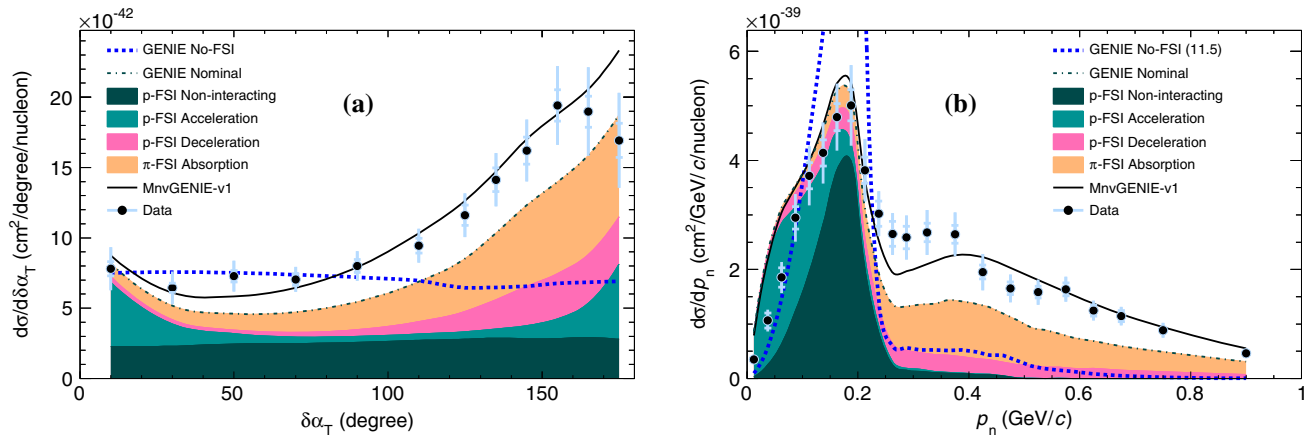 ×10⁻⁴²
dσ/dδα_T (cm²/degree/nucleon)
20
15
10
5
0
GENIE No-FSI
GENIE Nominal
p-FSI Non-interacting
p-FSI Acceleration
p-FSI Deceleration
π-FSI Absorption
MnvGENIE-v1
Data
(a)
0 50 100 150
δα_T (degree)
×10⁻³⁹
dσ/dp_n (cm²/GeV/c/nucleon)
6
4
2
0
(b)
GENIE No-FSI (11.5)
GENIE Nominal
p-FSI Non-interacting
p-FSI Acceleration
p-FSI Deceleration
π-FSI Absorption
MnvGENIE-v1
Data
0 0.2 0.4 0.6 0.8 1
p_n (GeV/c)